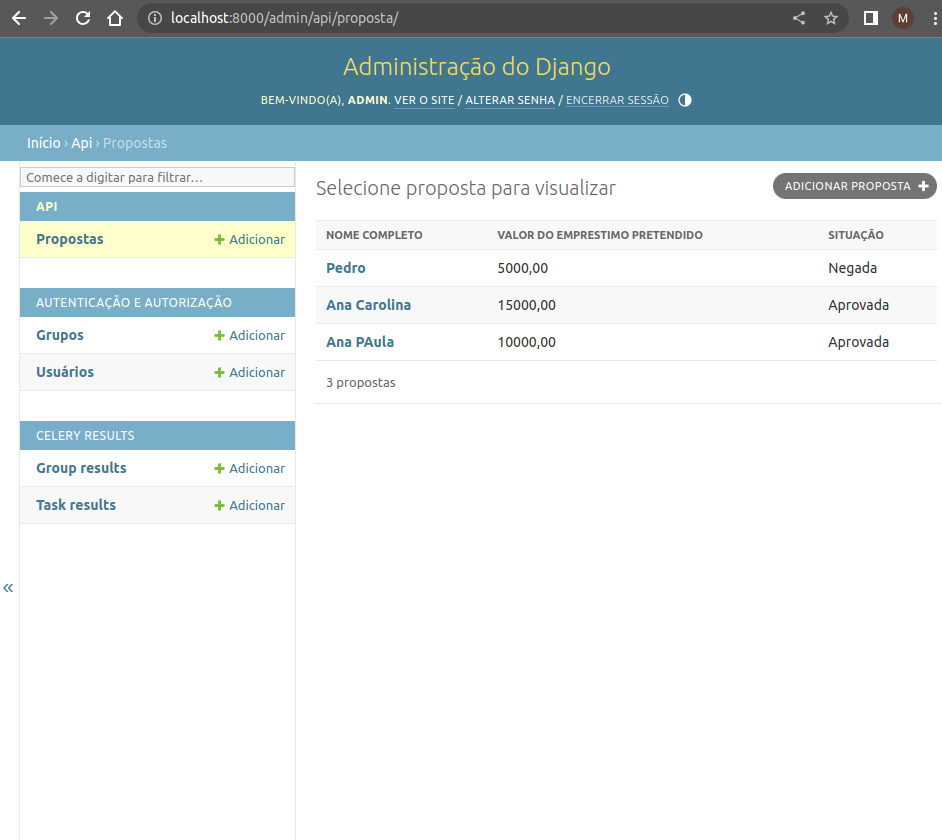 localhost:8000/admin/api/proposta/
M
Administração do Django
BEM-VINDO(A), ADMIN. VER O SITE / ALTERAR SENHA / ENCERRAR SESSÃO
Início › Api › Propostas
Comece a digitar para filtrar...
API
Propostas + Adicionar
AUTENTICAÇÃO E AUTORIZAÇÃO
Grupos + Adicionar
Usuários + Adicionar
CELERY RESULTS
Group results + Adicionar
Task results + Adicionar
«
Selecione proposta para visualizar
ADICIONAR PROPOSTA +
NOME COMPLETO VALOR DO EMPRESTIMO PRETENDIDO SITUAÇÃO
Pedro 5000,00 Negada
Ana Carolina 15000,00 Aprovada
Ana PAula 10000,00 Aprovada
3 propostas